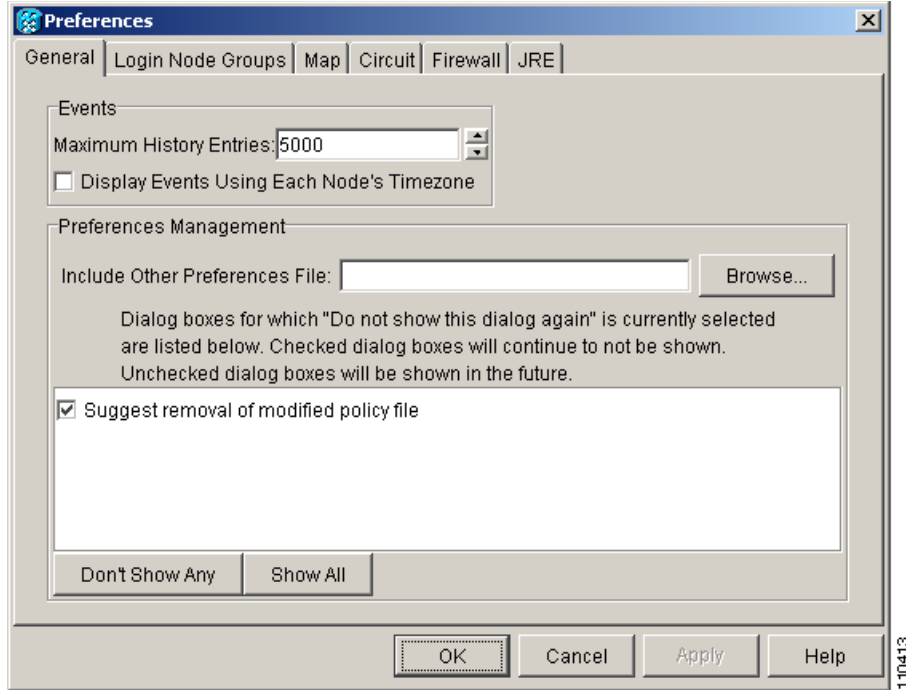 Preferences
General Login Node Groups Map Circuit Firewall JRE
Events
Maximum History Entries: 5000
Display Events Using Each Node's Timezone
Preferences Management
Include Other Preferences File: Browse...
Dialog boxes for which "Do not show this dialog again" is currently selected
are listed below. Checked dialog boxes will continue to not be shown.
Unchecked dialog boxes will be shown in the future.
Suggest removal of modified policy file
Don't Show Any Show All
OK Cancel Apply Help
110413